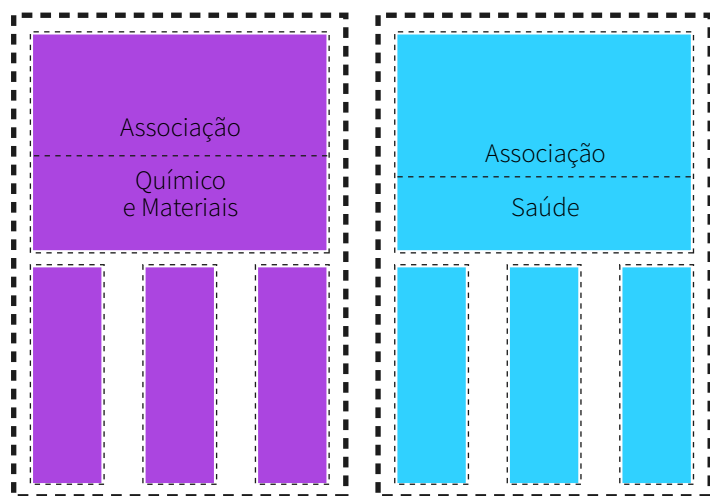 Associação
Químico
e Materiais
Associação
Saúde